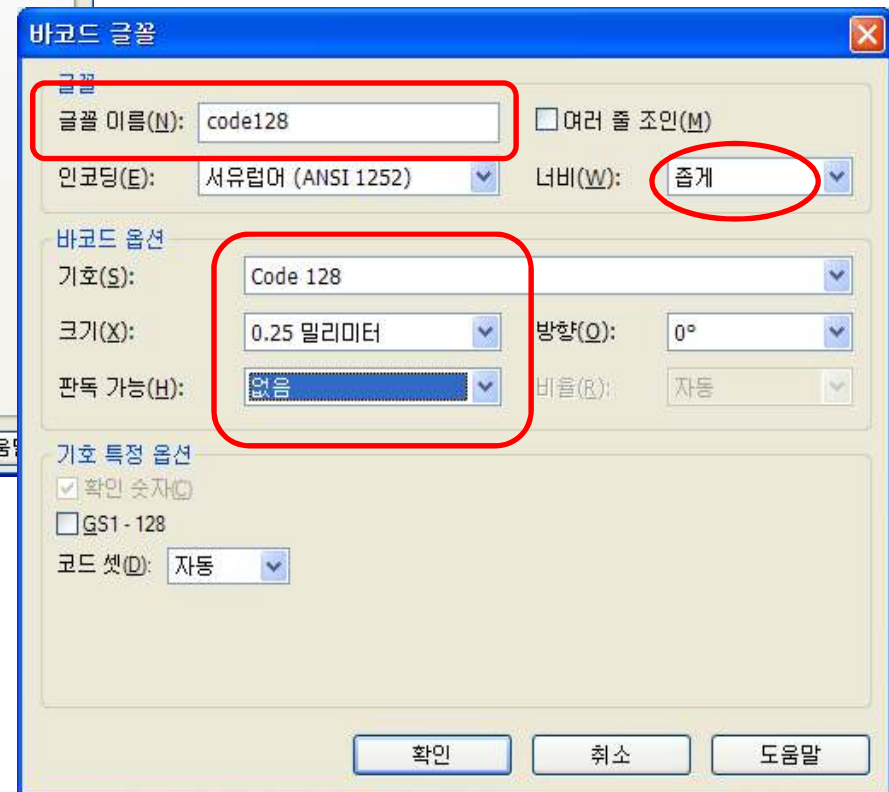 바코드 글꼴
글꼴
글꼴 이름(N): code128 여러 줄 조인(M)
인코딩(E): 서유럽어 (ANSI 1252) 너비(W): 좁게
바코드 옵션
기호(S): Code 128
크기(X): 0.25 밀리미터 방향(O): 0°
판독 가능(H): 없음 비율(R): 자동
기호 특정 옵션
확인 숫자(C)
GS1 - 128
코드 셋(D): 자동
확인 취소 도움말